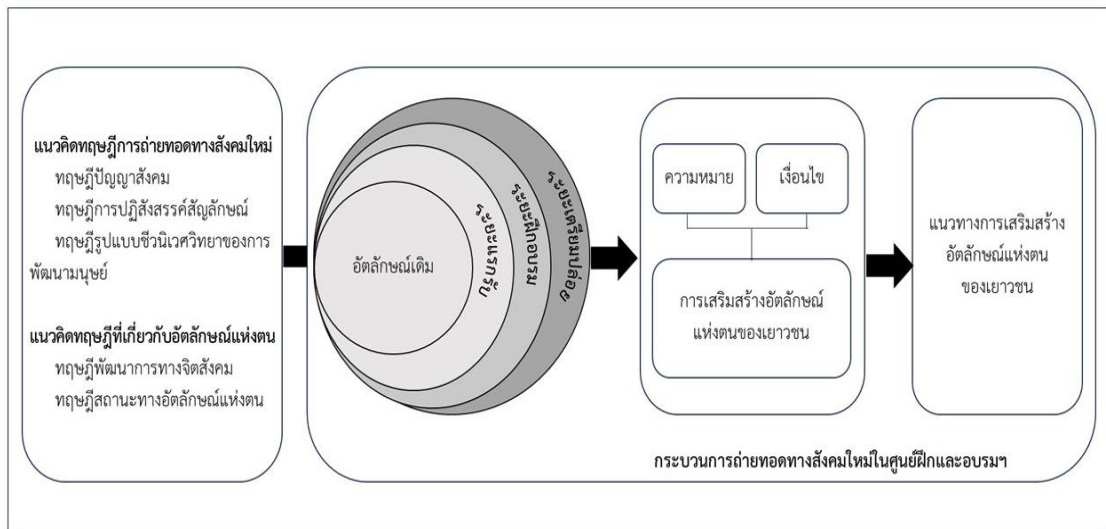 แนวคิดทฤษฎีการถ่ายทอดทางสังคมใหม่
ทฤษฎีปัญญาสังคม
ทฤษฎีการปฏิสังสรรค์สัญลักษณ์
ทฤษฎีรูปแบบชีวนิเวศวิทยาของการ
พัฒนามนุษย์
แนวคิดทฤษฎีที่เกี่ยวกับอัตลักษณ์แห่งตน
ทฤษฎีพัฒนาการทางจิตสังคม
ทฤษฎีสถานะทางอัตลักษณ์แห่งตน
อัตลักษณ์เดิม
ระยะแรกรับ
ระยะฝึกอบรม
ระยะเตรียมปล่อย
ความหมาย
เงื่อนไข
การเสริมสร้างอัตลักษณ์
แห่งตนของเยาวชน
แนวทางการเสริมสร้าง
อัตลักษณ์แห่งตน
ของเยาวชน
กระบวนการถ่ายทอดทางสังคมใหม่ในศูนย์ฝึกและอบรมฯ